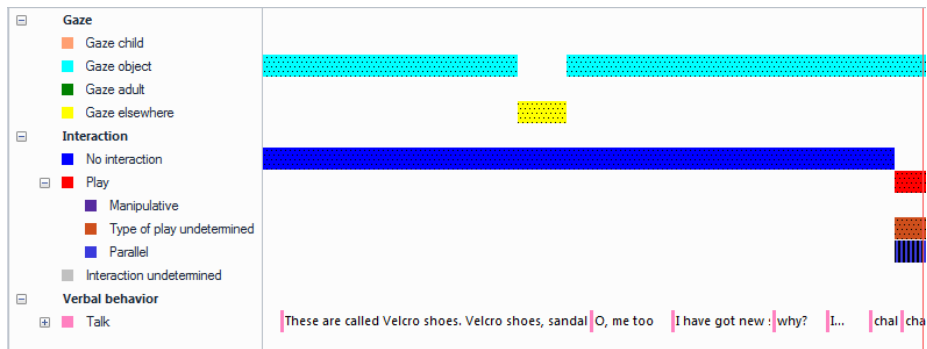 Gaze
Gaze child
Gaze object
Gaze adult
Gaze elsewhere
Interaction
No interaction
Play
Manipulative
Type of play undetermined
Parallel
Interaction undetermined
Verbal behavior
Talk
These are called Velcro shoes. Velcro shoes, sandal O, me too I have got new why? I... chal cha